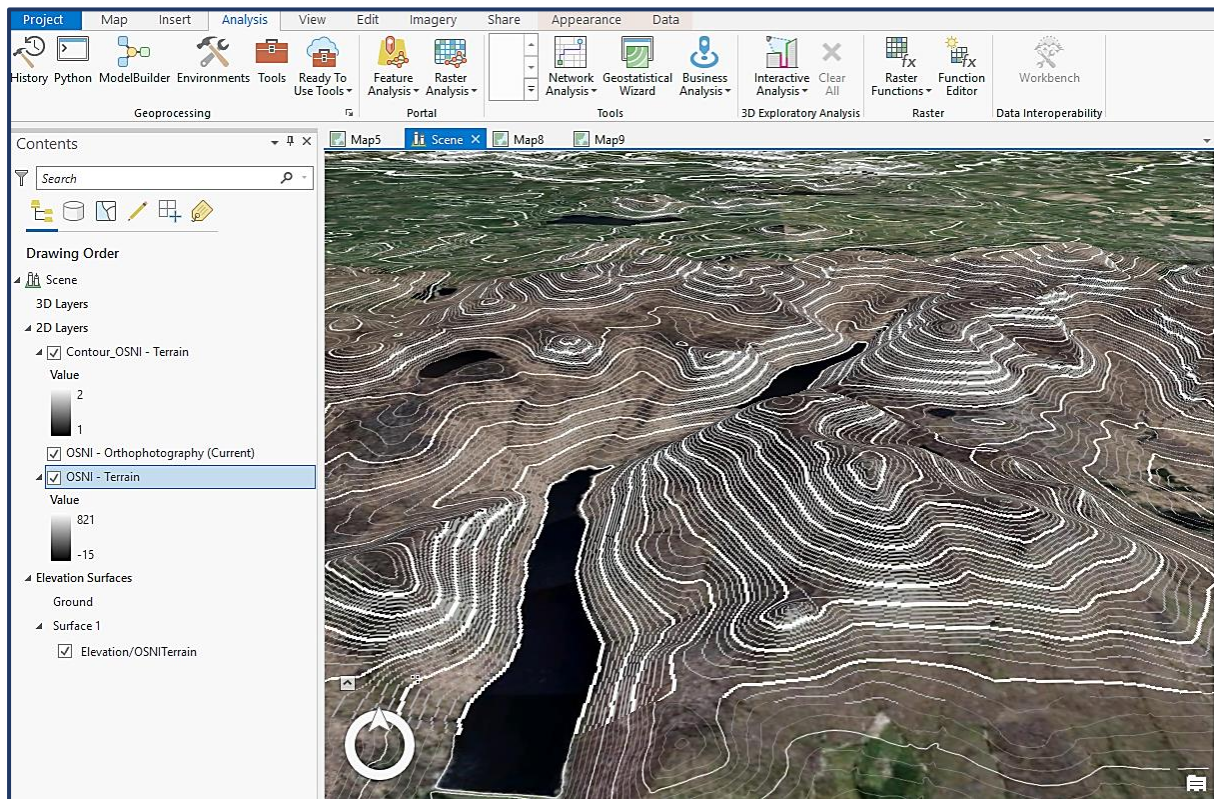 Project Map Insert Analysis View Edit Imagery Share Appearance Data
History Python ModelBuilder Environments Tools Ready To Use Tools
Feature Analysis Raster Analysis
Network Analysis Geostatistical Wizard Business Analysis
Interactive Analysis Clear All
Raster Functions Function Editor
Workbench
Geoprocessing Portal Tools 3D Exploratory Analysis Raster Data Interoperability
Contents
Map5 Scene Map8 Map9
Search
Drawing Order
Scene
3D Layers
2D Layers
Contour_OSNI - Terrain
Value
2
1
OSNI - Orthophotography (Current)
OSNI - Terrain
Value
821
-15
Elevation Surfaces
Ground
Surface 1
Elevation/OSNITerrain